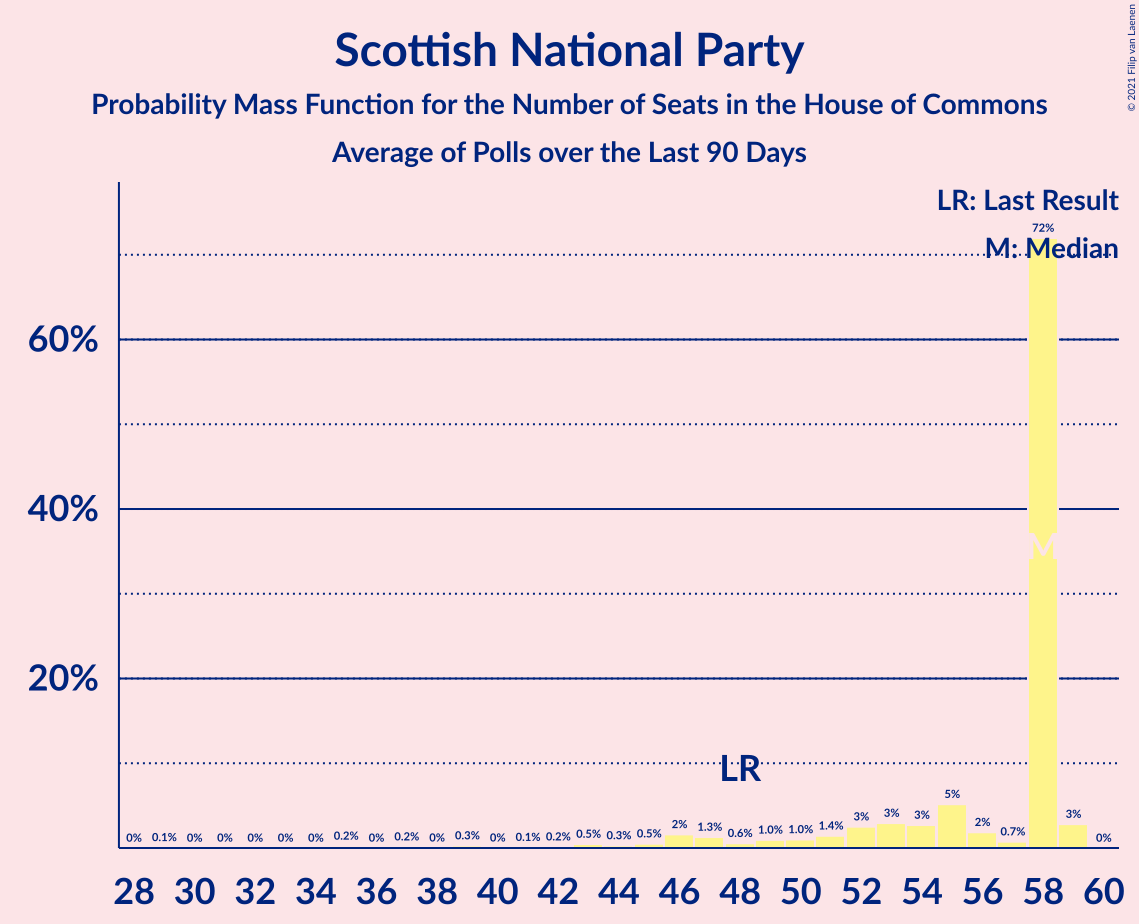 Scottish National Party
Probability Mass Function for the Number of Seats in the House of Commons
Average of Polls over the Last 90 Days
© 2021 Filip van Laenen
LR: Last Result
M: Median
60%
40%
20%
LR
M
0% 0.1% 0% 0% 0% 0% 0% 0.2% 0% 0.2% 0% 0.3% 0% 0.1% 0.2% 0.5% 0.3% 0.5% 2% 1.3% 0.6% 1.0% 1.0% 1.4% 3% 3% 3% 5% 2% 0.7% 72% 3% 0%
28 30 32 34 36 38 40 42 44 46 48 50 52 54 56 58 60